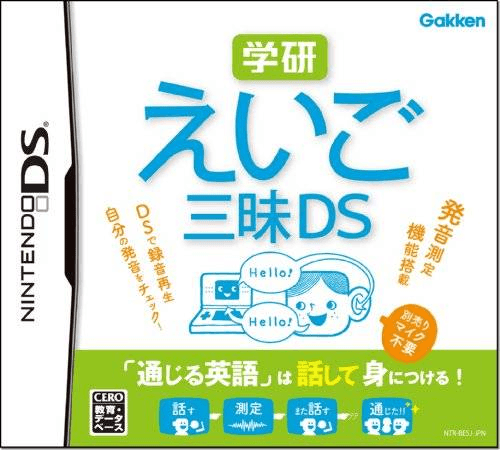 Gakken
NINTENDO DS
学研
えいご
三昧DS
発音測定
機能搭載
DSで録音再生
自分の発音をチェック!
Hello!
Hello!
別売り
マイク
不要
「通じる英語」は話して身につける!
話す
測定
また話す
通じた!!
CERO
教育・
データ
ベース
NTR-BE5J-JPN